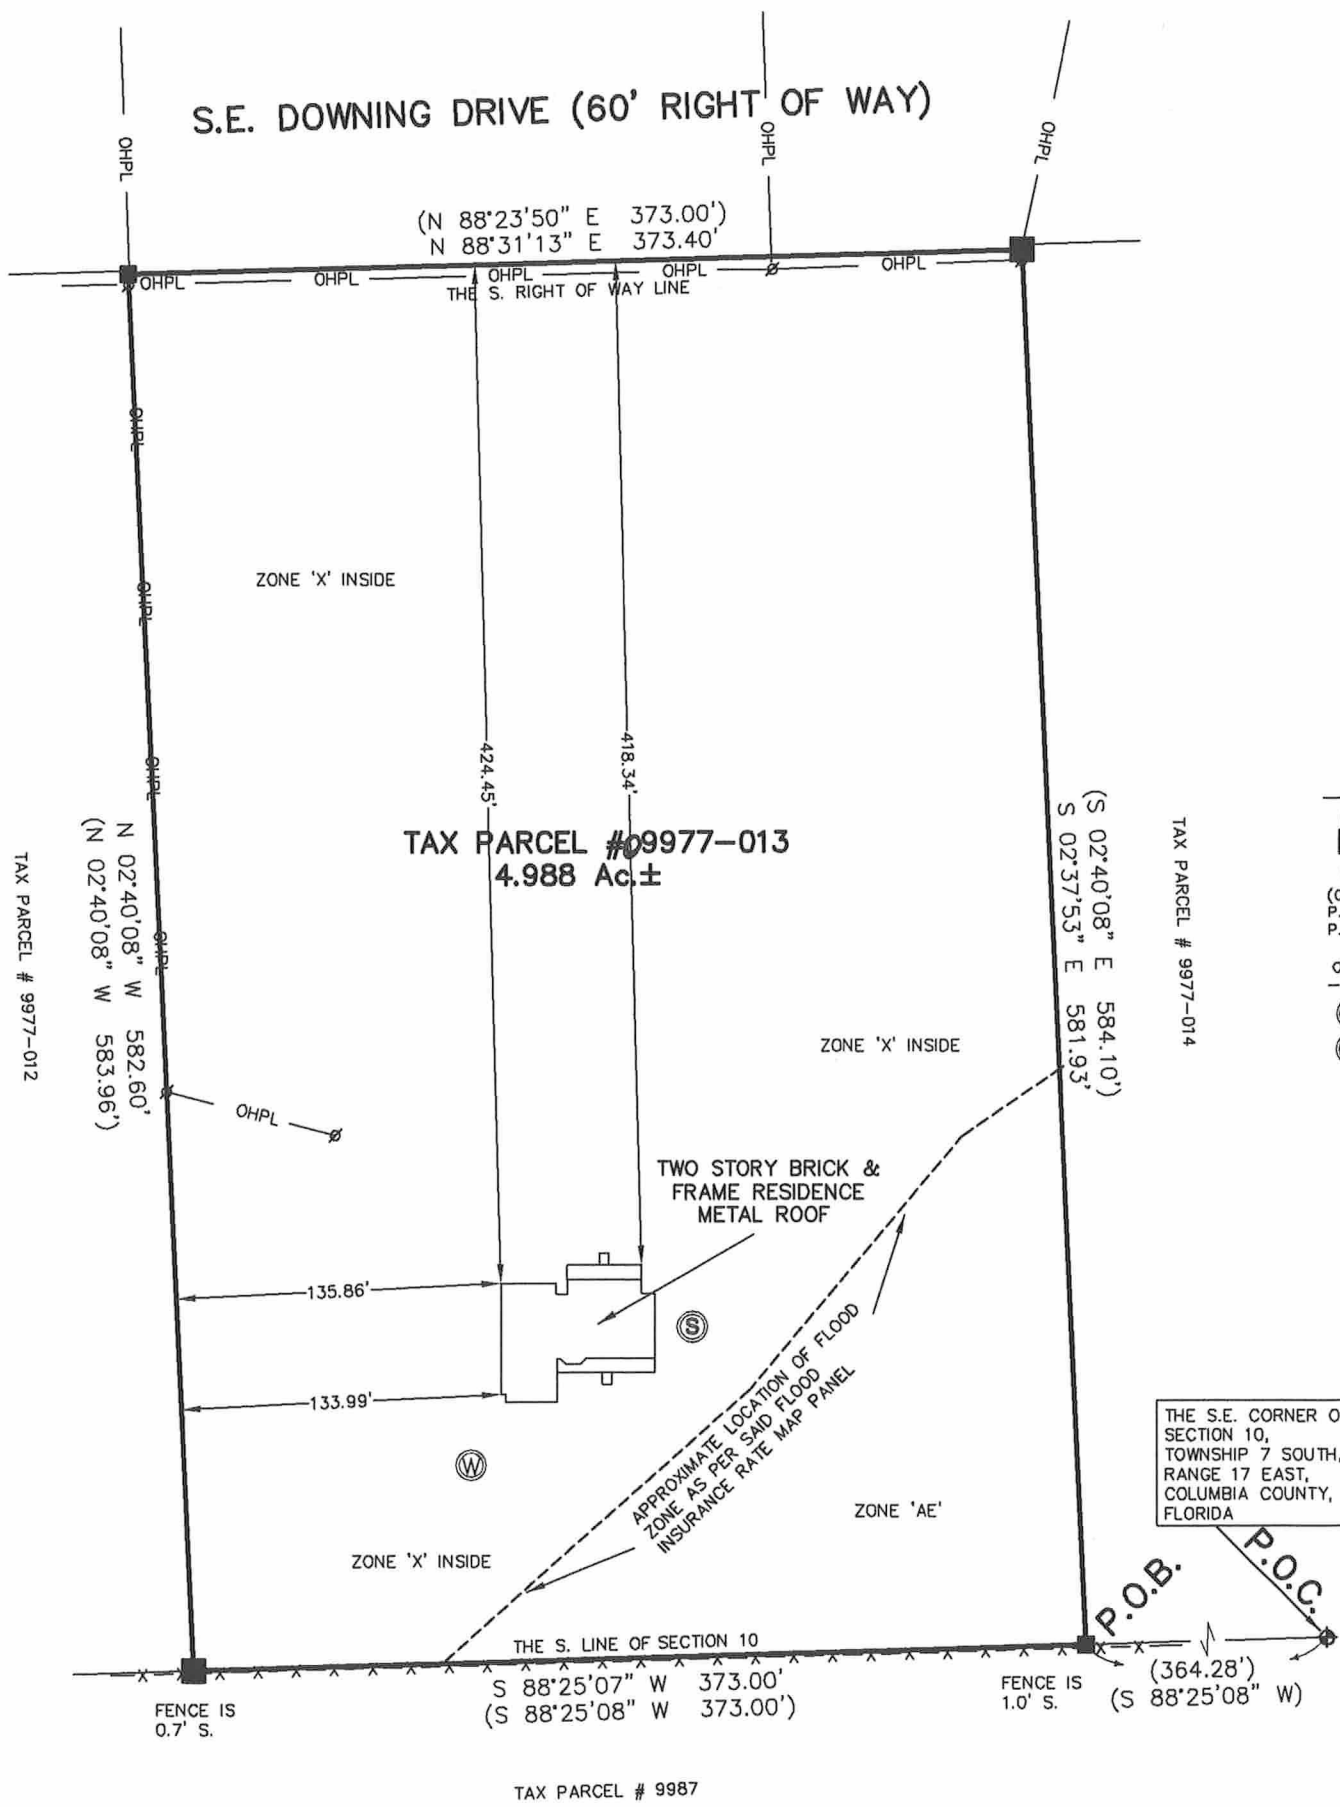 S.E. DOWNING DRIVE (60' RIGHT OF WAY)
OHPL
OHPL
OHPL
(N 88°23'50" E 373.00')
N 88°31'13" E 373.40'
OHPL
OHPL
OHPL
OHPL
OHPL
THE S. RIGHT OF WAY LINE
OHPL
ZONE 'X' INSIDE
OHPL
424.45'
418.34'
OHPL
TAX PARCEL #09977-013
4.988 Ac.±
N 02°40'08" W 582.60'
(N 02°40'08" W 583.96')
TAX PARCEL # 9977-012
(S 02°40'08" E 584.10')
S 02°37'53" E 581.93'
TAX PARCEL # 9977-014
OHPL
ZONE 'X' INSIDE
OHPL
TWO STORY BRICK &
FRAME RESIDENCE
METAL ROOF
135.86'
S
133.99'
APPROXIMATE LOCATION OF FLOOD
ZONE AS PER SAID FLOOD
INSURANCE RATE MAP PANEL
W
ZONE 'AE'
ZONE 'X' INSIDE
THE S.E. CORNER O
SECTION 10,
TOWNSHIP 7 SOUTH,
RANGE 17 EAST,
COLUMBIA COUNTY,
FLORIDA
P.O.B.
P.O.C.
THE S. LINE OF SECTION 10
S 88°25'07" W 373.00'
(S 88°25'08" W 373.00')
FENCE IS
0.7' S.
FENCE IS
1.0' S.
(364.28')
(S 88°25'08" W)
TAX PARCEL # 9987